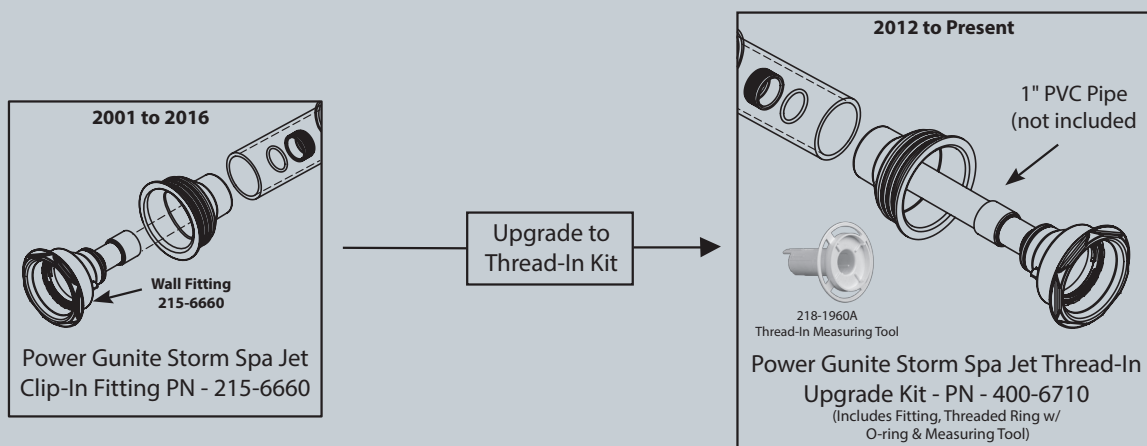 2001 to 2016
Wall Fitting
215-6660
Power Gunite Storm Spa Jet
Clip-In Fitting PN - 215-6660
Upgrade to
Thread-In Kit
2012 to Present
1" PVC Pipe
(not included
218-1960A
Thread-In Measuring Tool
Power Gunite Storm Spa Jet Thread-In
Upgrade Kit - PN - 400-6710
(Includes Fitting, Threaded Ring w/
O-ring & Measuring Tool)